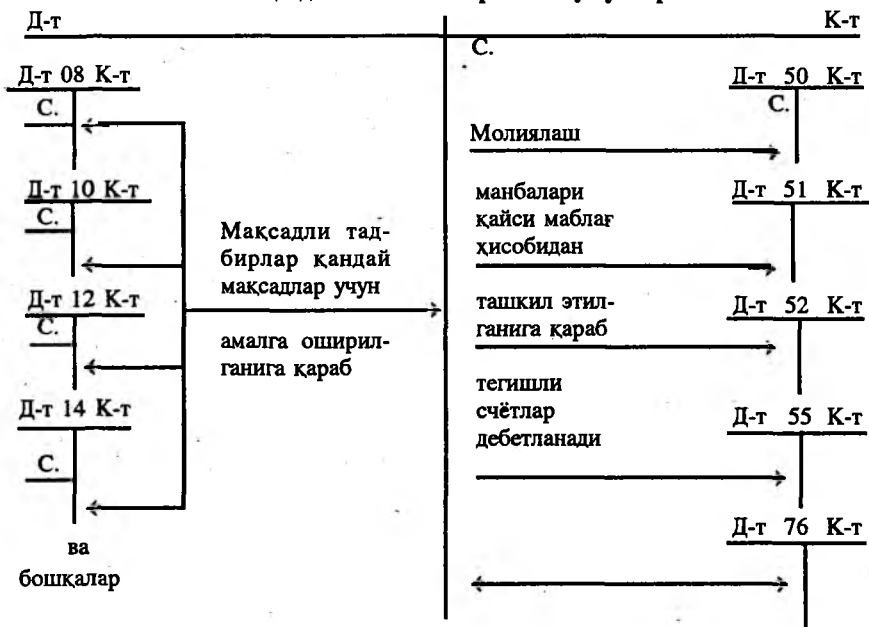 Д-т К-т
С.
Д-т 08 К-т
С.
Д-т 10 К-т
С.
Д-т 12 К-т
С.
Д-т 14 К-т
С.
ва
бошқалар
Мақсадли тад-
бирлар қандай
мақсадлар учун
амалга оширил-
ганига қараб
Молиялаш
манбалари
қайси маблағ
ҳисобидан
ташкил этил-
ганига қараб
тегишли
счётлар
дебетланади
Д-т 50 К-т
С.
Д-т 51 К-т
Д-т 52 К-т
Д-т 55 К-т
Д-т 76 К-т